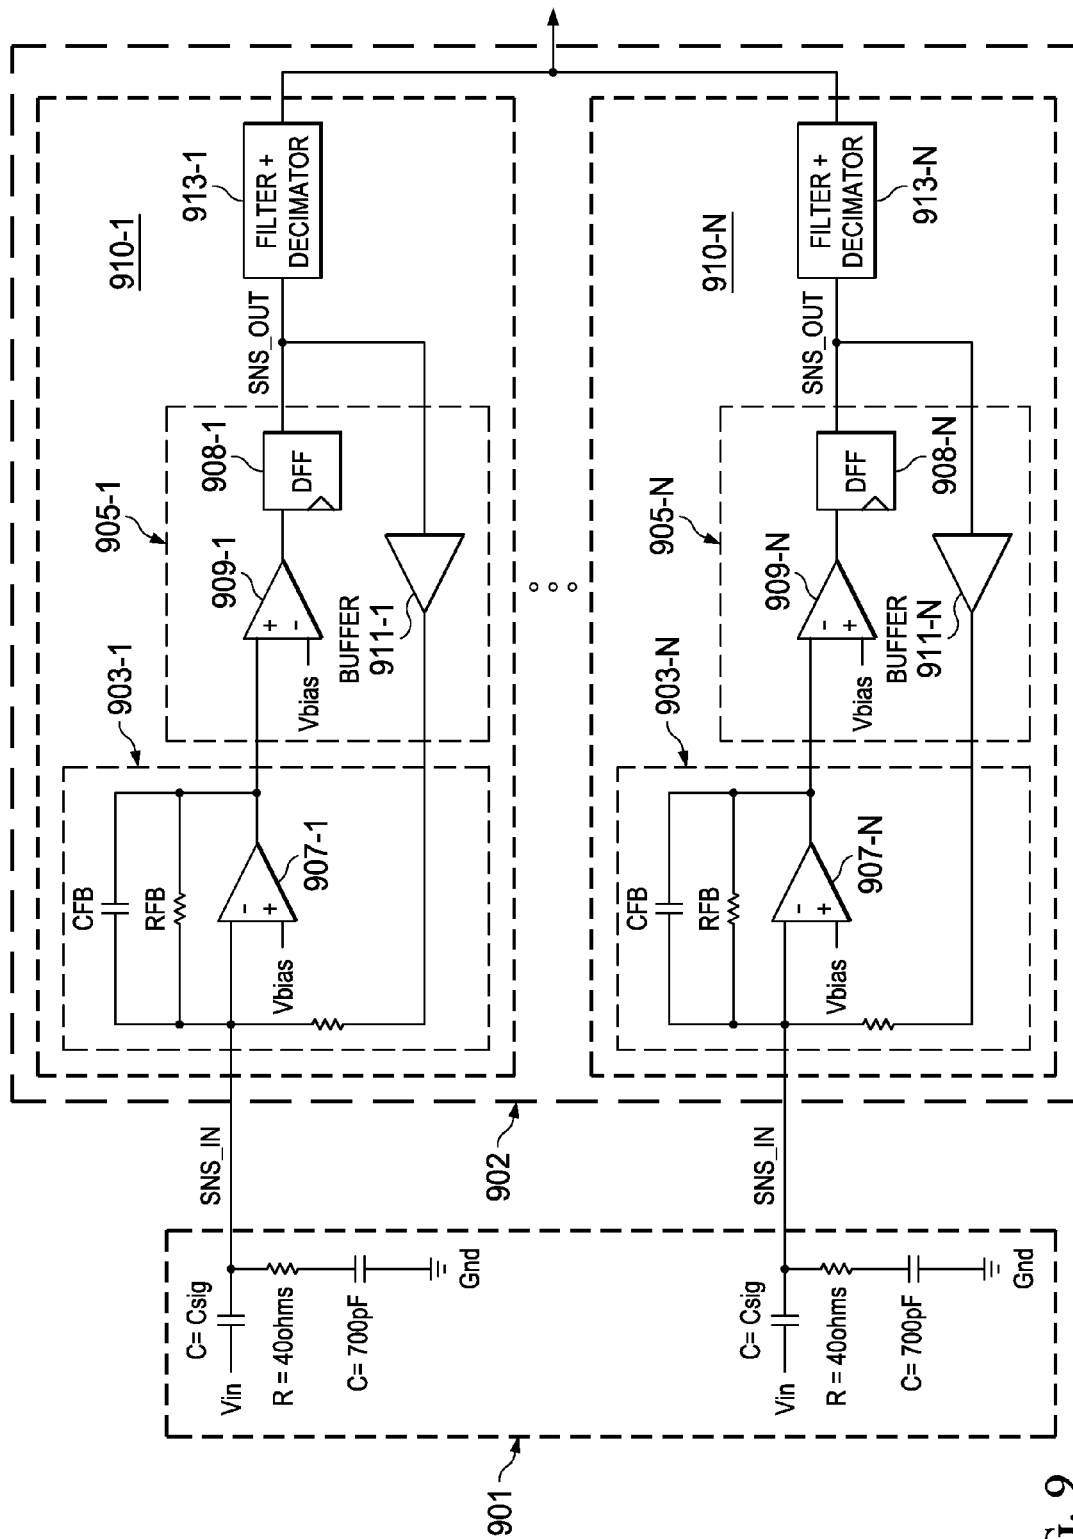 901
Vin
C= Csig
R = 40ohms
C= 700pF
Gnd
SNS_IN
902
903-1
CFB
RFB
-
+
Vbias
907-1
905-1
909-1
+
-
Vbias
908-1
DFF
BUFFER
911-1
SNS_OUT
910-1
913-1
FILTER +
DECIMATOR
Vin
C= Csig
R = 40ohms
C= 700pF
Gnd
SNS_IN
903-N
CFB
RFB
-
+
Vbias
907-N
905-N
909-N
-
+
Vbias
DFF
908-N
BUFFER
911-N
SNS_OUT
910-N
FILTER +
DECIMATOR
913-N